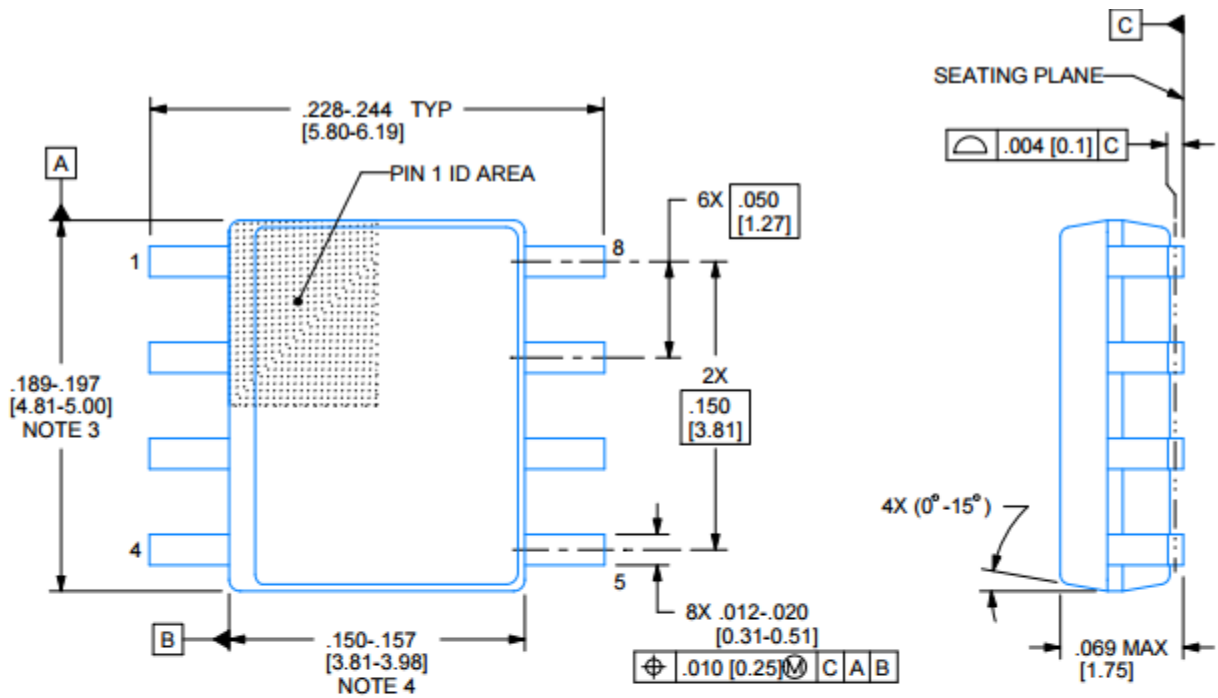 C
SEATING PLANE
.004 [0.1] C
.228-.244 TYP
[5.80-6.19]
A
PIN 1 ID AREA
6X .050
[1.27]
1
8
.189-.197
[4.81-5.00]
NOTE 3
2X
.150
[3.81]
4X (0°-15°)
4
5
8X .012-.020
[0.31-0.51]
.010 [0.25] Ⓜ C A B
B
.150-.157
[3.81-3.98]
NOTE 4
.069 MAX
[1.75]